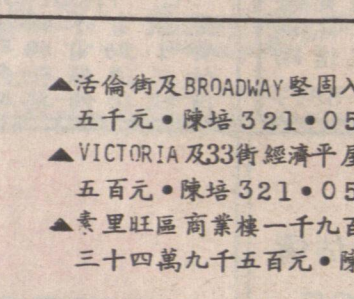 ▲活倫街及BROADWAY堅固
五千元●陳培321●05
▲VICTORIA及33街經濟平
五百元●陳培321●05
▲素里旺區商業樓一千九百
三十四萬九千五百元●陳